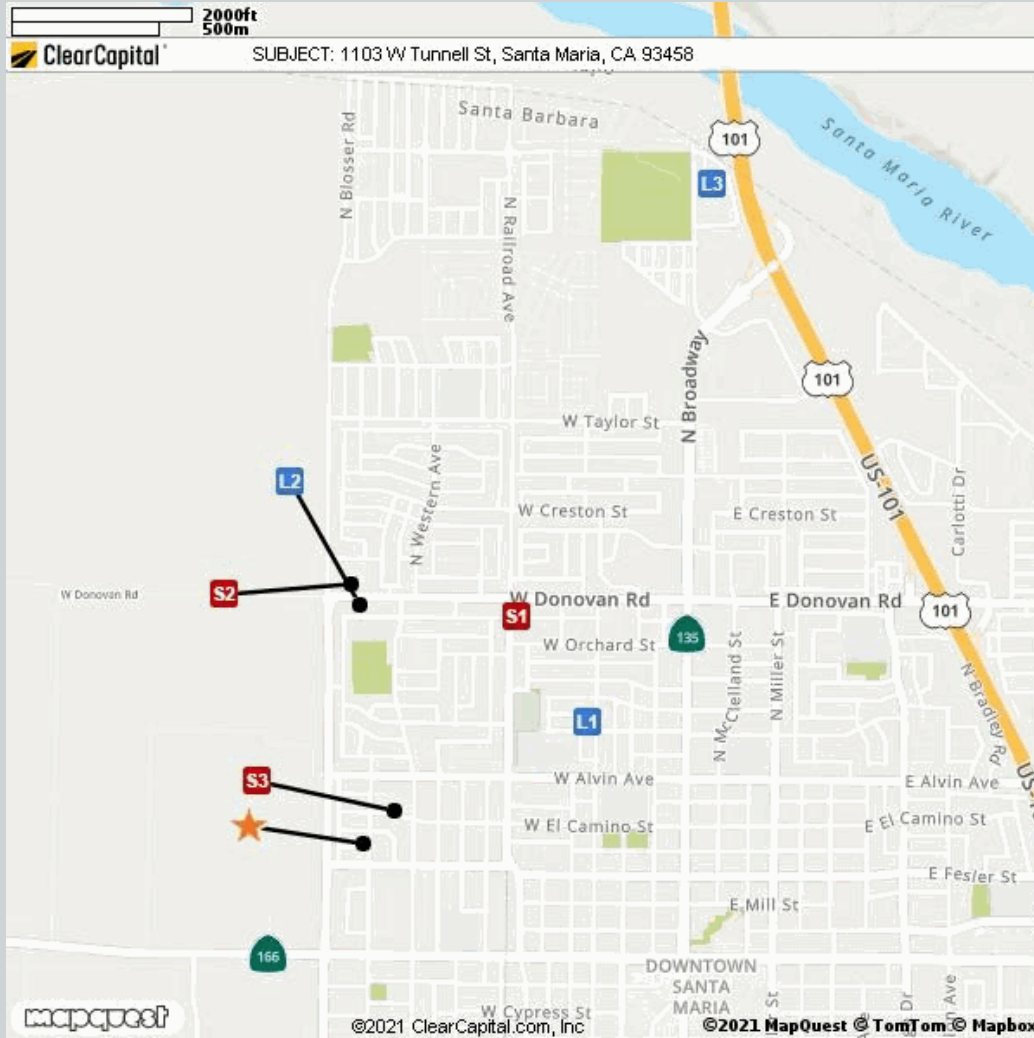 2000ft
500m
ClearCapital
SUBJECT: 1103 W Tunnell St, Santa Maria, CA 93458
Santa Barbara
101
Santa Maria River
N Blosser Rd
L3
N Railroad Ave
N Broadway
101
W Taylor St
L2
N Western Ave
US-101
Carlotti Dr
W Creston St
E Creston St
W Donovan Rd
S2
W Donovan Rd
E Donovan Rd
101
S1
135
W Orchard St
N McClelland St
N Miller St
N Bradley Rd
L1
US-
S3
W Alvin Ave
E Alvin Ave
W El Camino St
E El Camino St
E Fesler St
E Mill St
166
DOWNTOWN
SANTA
MARIA
W Cypress St
mapquest
©2021 ClearCapital.com, Inc
©2021 MapQuest © TomTom © Mapbox